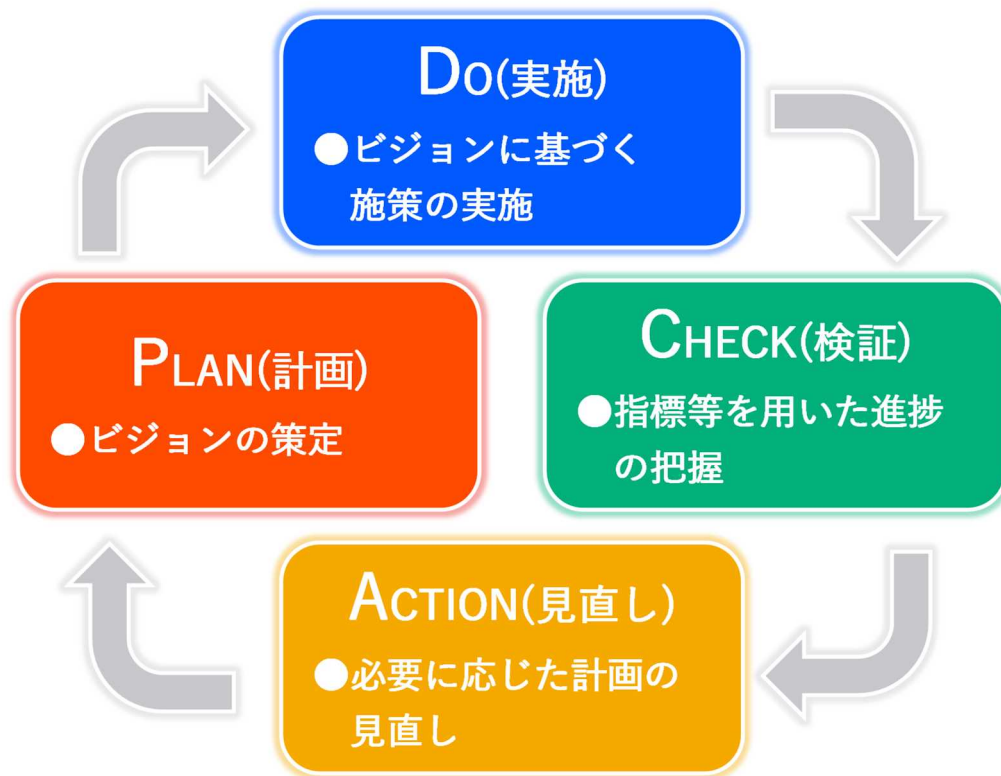 DO(実施)
●ビジョンに基づく
施策の実施
PLAN(計画)
●ビジョンの策定
CHECK(検証)
●指標等を用いた進捗
の把握
ACTION(見直し)
●必要に応じた計画の
見直し